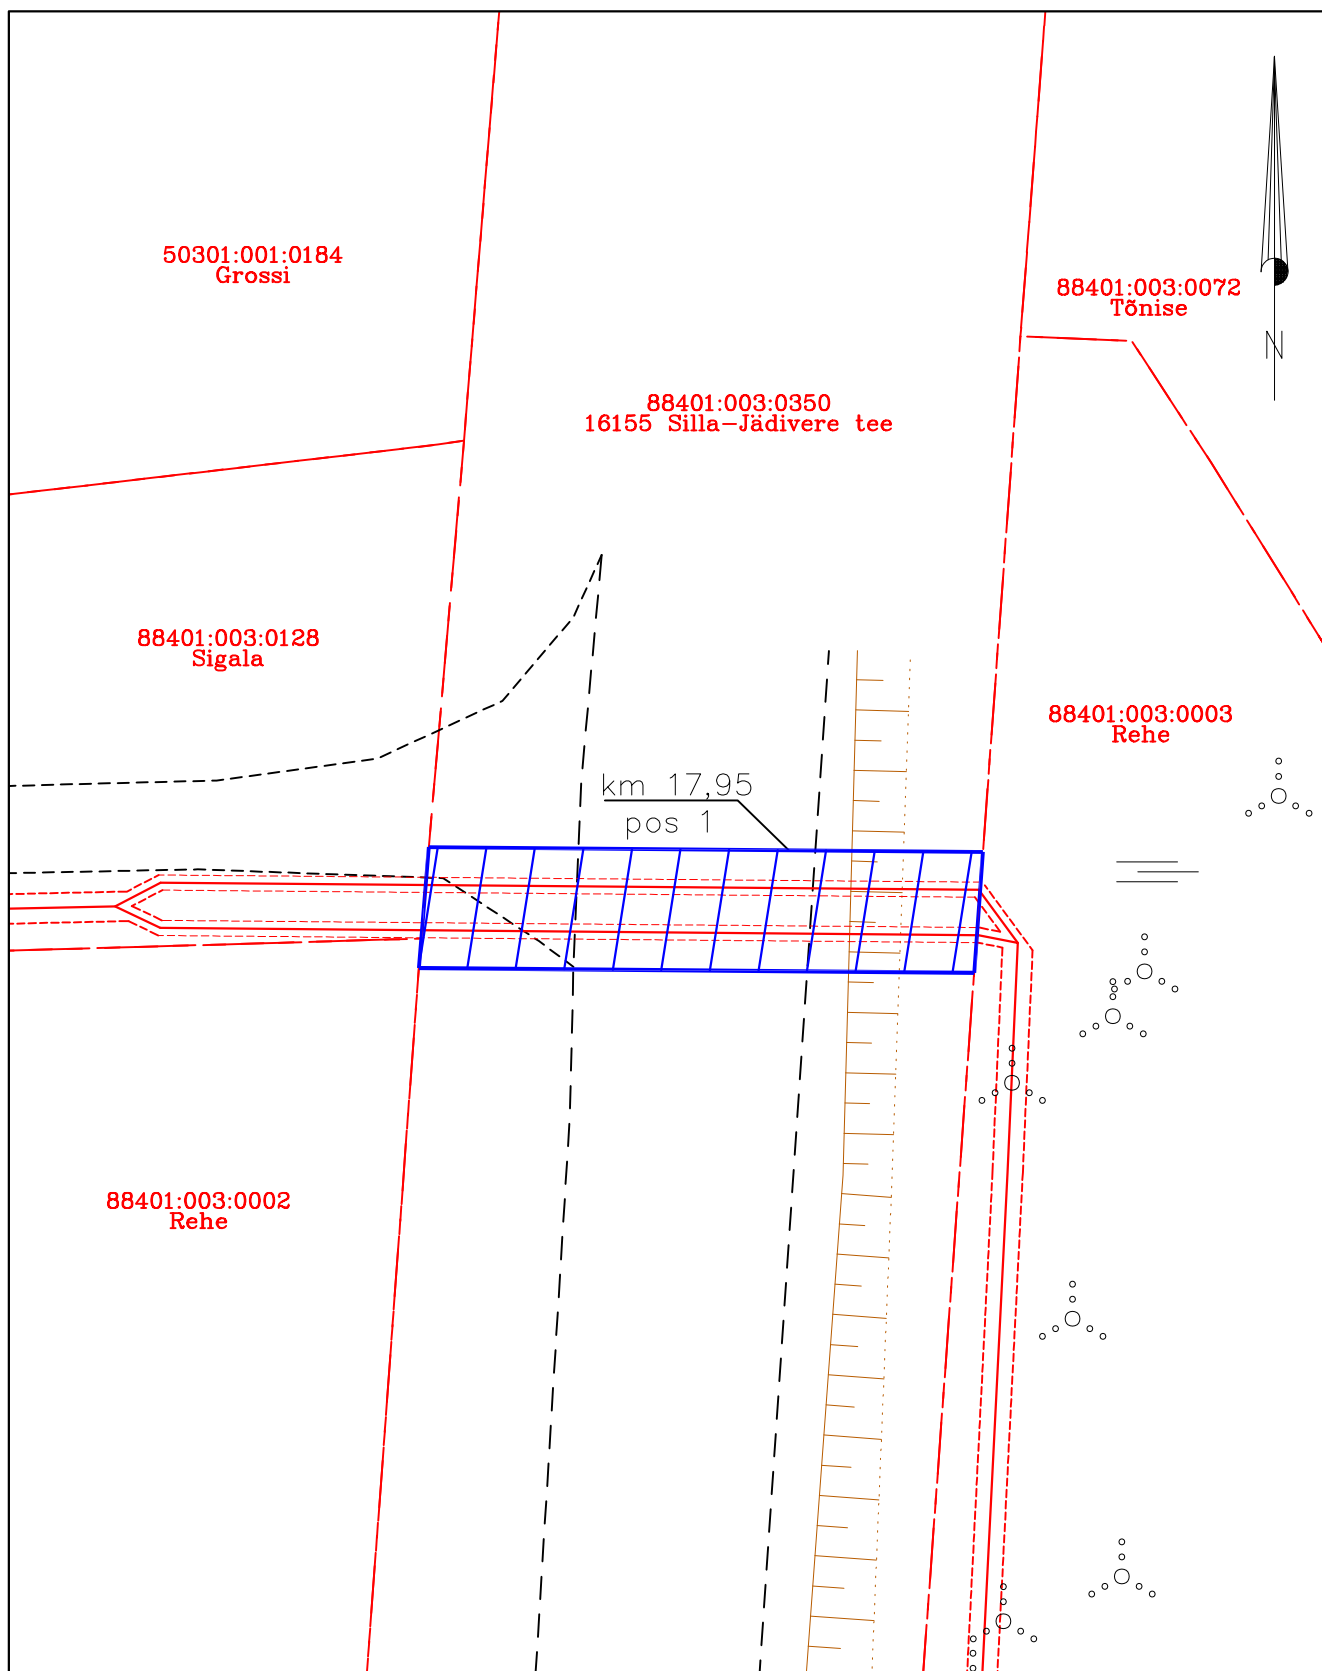 50301:001:0184
Grossi
88401:003:0072
Tõnise
N
88401:003:0350
16155 Silla-Jädivere tee
88401:003:0128
Sigala
88401:003:0003
Rehe
km 17,95
pos 1
88401:003:0002
Rehe